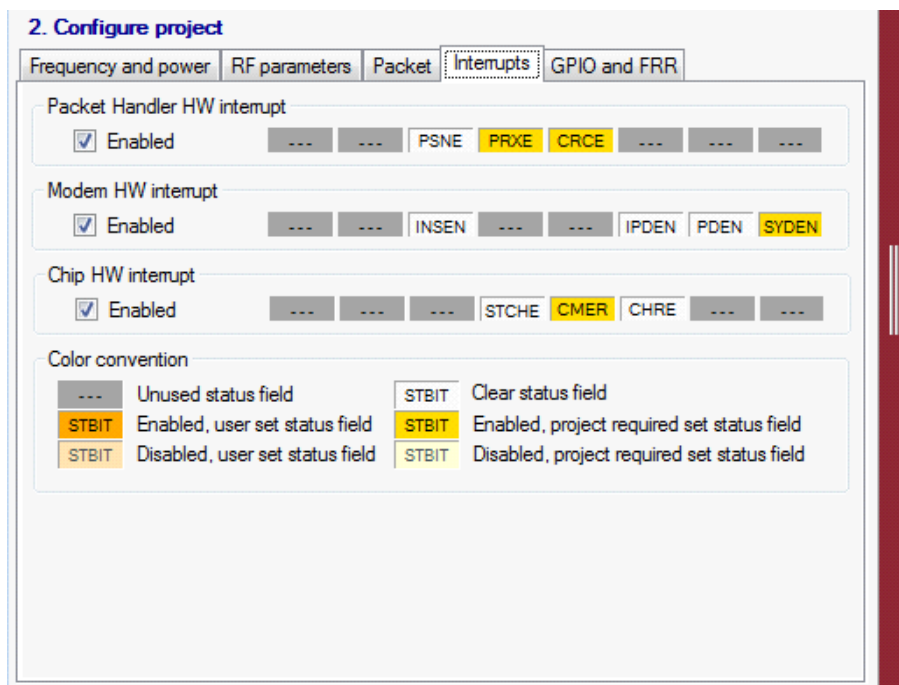 2. Configure project
Frequency and power RF parameters Packet Interrupts GPIO and FRR
Packet Handler HW interrupt
Enabled --- --- PSNE PRXE CRCE --- --- ---
Modem HW interrupt
Enabled --- --- INSEN --- --- IPDEN PDEN SYDEN
Chip HW interrupt
Enabled --- --- --- STCHE CMER CHRE --- ---
Color convention
--- Unused status field STBIT Clear status field
STBIT Enabled, user set status field STBIT Enabled, project required set status field
STBIT Disabled, user set status field STBIT Disabled, project required set status field